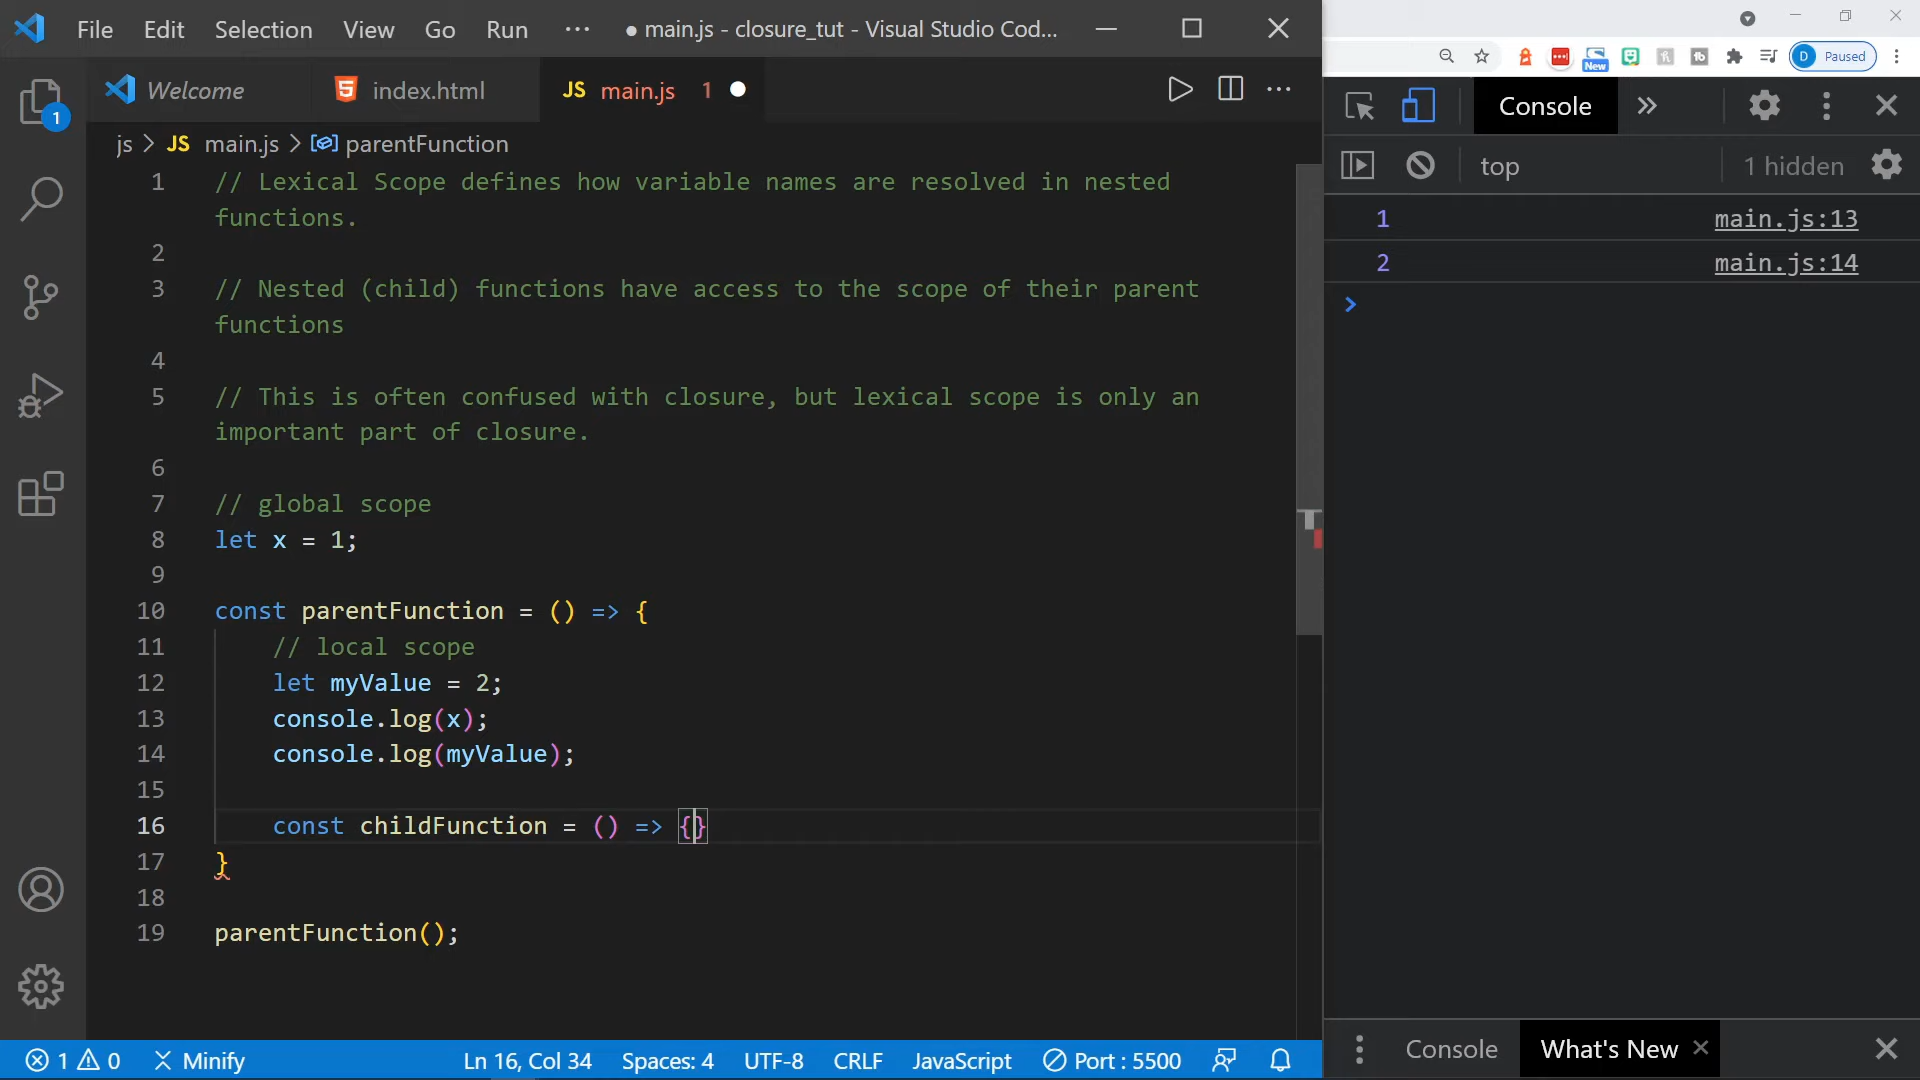 File Edit Selection View Go Run ··· ● main.js - closure_tut - Visual Studio Cod...
Welcome index.html JS main.js 1
js > JS main.js > parentFunction
1 // Lexical Scope defines how variable names are resolved in nested
functions.
2
3 // Nested (child) functions have access to the scope of their parent
functions
4
5 // This is often confused with closure, but lexical scope is only an
important part of closure.
6
7 // global scope
8 let x = 1;
9
10 const parentFunction = () => {
11 // local scope
12 let myValue = 2;
13 console.log(x);
14 console.log(myValue);
15
16 const childFunction = () => {}
17 }
18
19 parentFunction();
1
1 0 Minify Ln 16, Col 34 Spaces: 4 UTF-8 CRLF JavaScript Port : 5500
New D Paused
Console
top 1 hidden
1 main.js:13
2 main.js:14
>
Console What's New